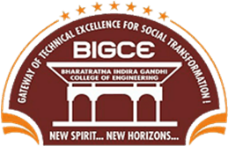 GATEWAY OF TECHNICAL EXCELLENCE FOR SOCIAL TRANSFORMATION !
BIGCE
BHARATRATNA INDIRA GANDHI
COLLEGE OF ENGINEERING
NEW SPIRIT... NEW HORIZONS...